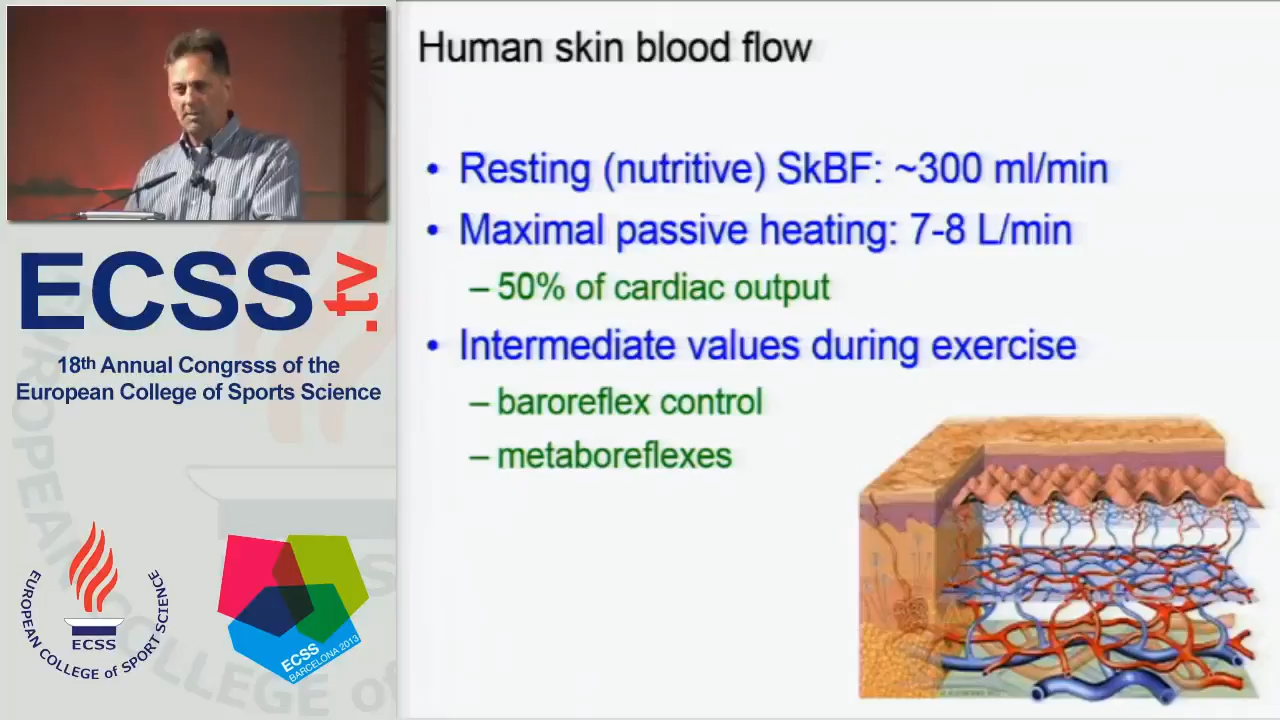 Human skin blood flow
• Resting (nutritive) SkBF: ~300 ml/min
• Maximal passive heating: 7-8 L/min
– 50% of cardiac output
• Intermediate values during exercise
– baroreflex control
– metaboreflexes
ECSS.tv
18th Annual Congrsss of the
European College of Sports Science
EUROPEAN COLLEGE of SPORT SCIENCE
ECSS
ECSS
BARCELONA 2013